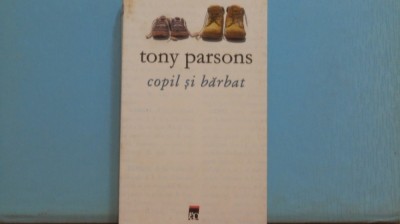 tony parsons
copil și bărbat